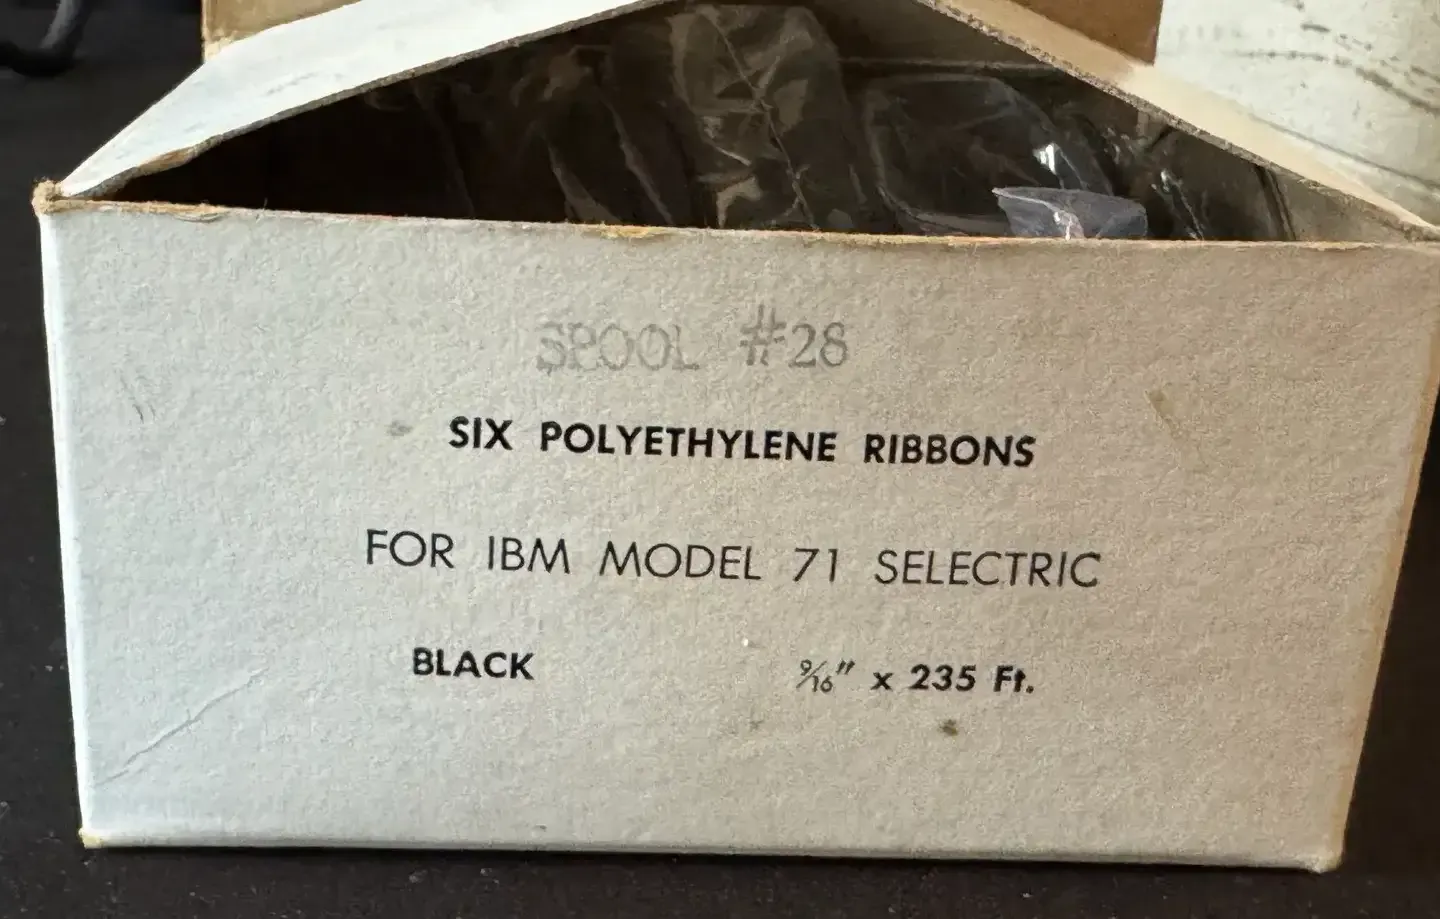 SPOOL #28
SIX POLYETHYLENE RIBBONS
FOR IBM MODEL 71 SELECTRIC
BLACK 9/16" x 235 Ft.